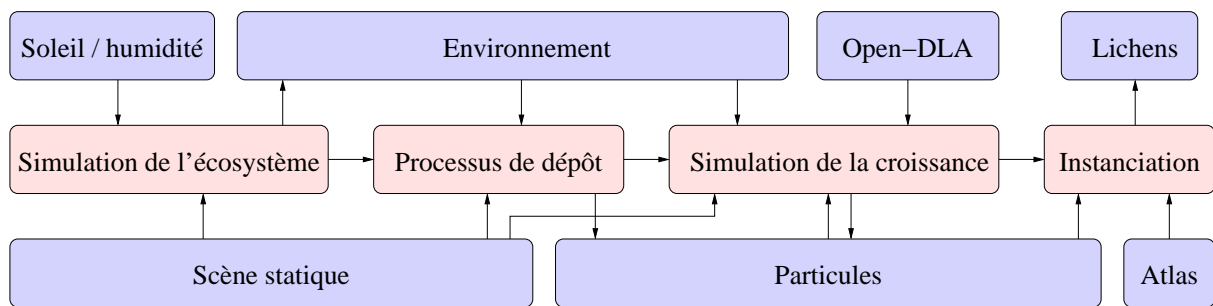 Soleil / humidité
Environnement
Open−DLA
Lichens
Simulation de l’écosystème
Processus de dépôt
Simulation de la croissance
Instanciation
Scène statique
Particules
Atlas